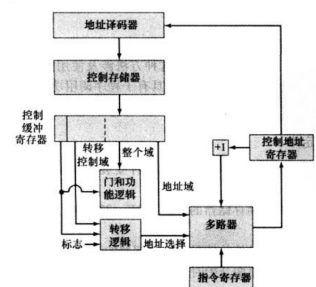 地址译码器
控制存储器
控制
缓冲
寄存器
转移
控制域
整个域
地址域
+1
控制地址
寄存器
门和功
能逻辑
多路器
标志
转移
逻辑
地址选择
指令寄存器